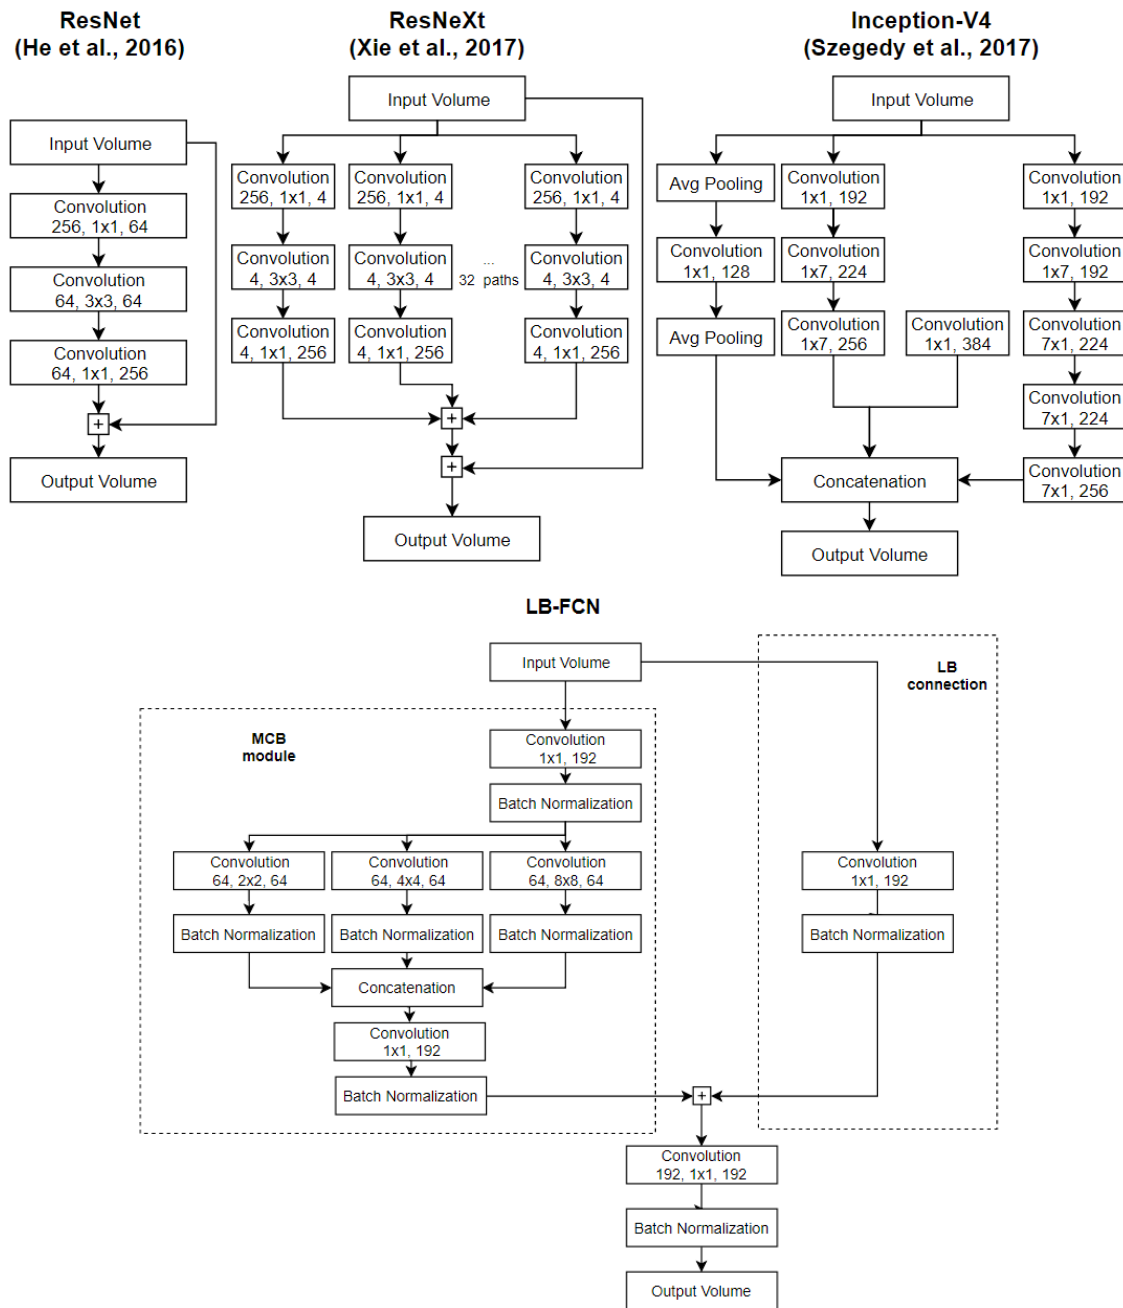 ResNet
(He et al., 2016)
Input Volume
Convolution
256, 1x1, 64
Convolution
64, 3x3, 64
Convolution
64, 1x1, 256
+
Output Volume
ResNeXt
(Xie et al., 2017)
Input Volume
Convolution
256, 1x1, 4
Convolution
256, 1x1, 4
Convolution
256, 1x1, 4
Convolution
4, 3x3, 4
Convolution
4, 3x3, 4
...
32 paths
Convolution
4, 3x3, 4
Convolution
4, 1x1, 256
Convolution
4, 1x1, 256
Convolution
4, 1x1, 256
+
+
Output Volume
Inception-V4
(Szegedy et al., 2017)
Input Volume
Avg Pooling
Convolution
1x1, 192
Convolution
1x1, 192
Convolution
1x1, 128
Convolution
1x7, 224
Convolution
1x7, 192
Avg Pooling
Convolution
1x7, 256
Convolution
1x1, 384
Convolution
7x1, 224
Convolution
7x1, 224
Convolution
7x1, 256
Concatenation
Output Volume
LB-FCN
Input Volume
LB
connection
MCB
module
Convolution
1x1, 192
Batch Normalization
Convolution
64, 2x2, 64
Convolution
64, 4x4, 64
Convolution
64, 8x8, 64
Convolution
1x1, 192
Batch Normalization
Batch Normalization
Batch Normalization
Batch Normalization
Concatenation
Convolution
1x1, 192
Batch Normalization
+
Convolution
192, 1x1, 192
Batch Normalization
Output Volume